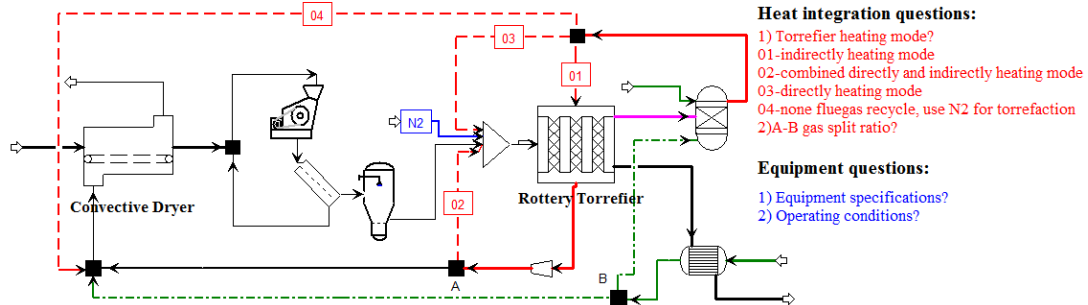 04
03
01
N2
02
Convective Dryer
Rottery Torrefier
A
B
Heat integration questions:
1) Torrefier heating mode?
01-indirectly heating mode
02-combined directly and indirectly heating mode
03-directly heating mode
04-none fluegas recycle, use N2 for torrefaction
2)A-B gas split ratio?
Equipment questions:
1) Equipment specifications?
2) Operating conditions?